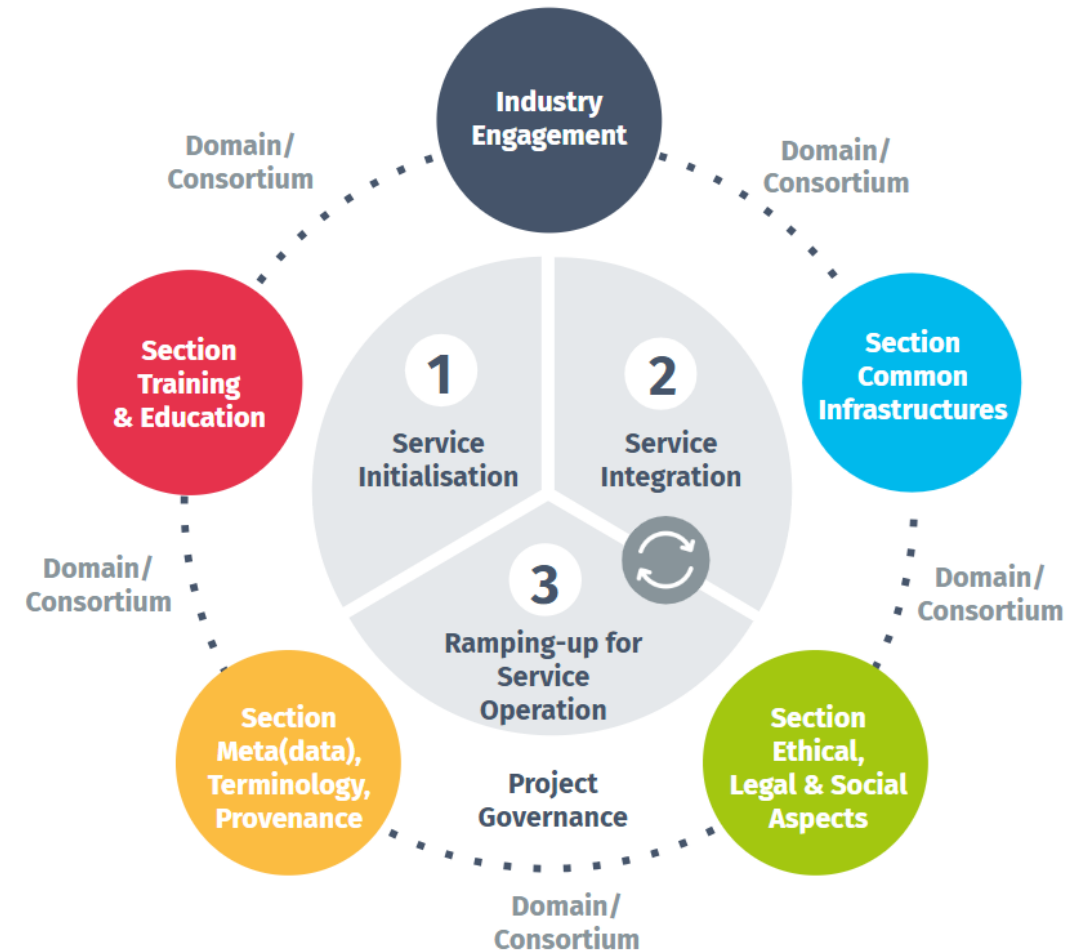 Industry
Engagement
Domain/
Consortium
Domain/
Consortium
Section
Training
& Education
Section
Common
Infrastructures
1
Service
Initialisation
2
Service
Integration
3
Ramping-up for
Service
Operation
Domain/
Consortium
Domain/
Consortium
Section
Meta(data),
Terminology,
Provenance
Project
Governance
Section
Ethical,
Legal & Social
Aspects
Domain/
Consortium